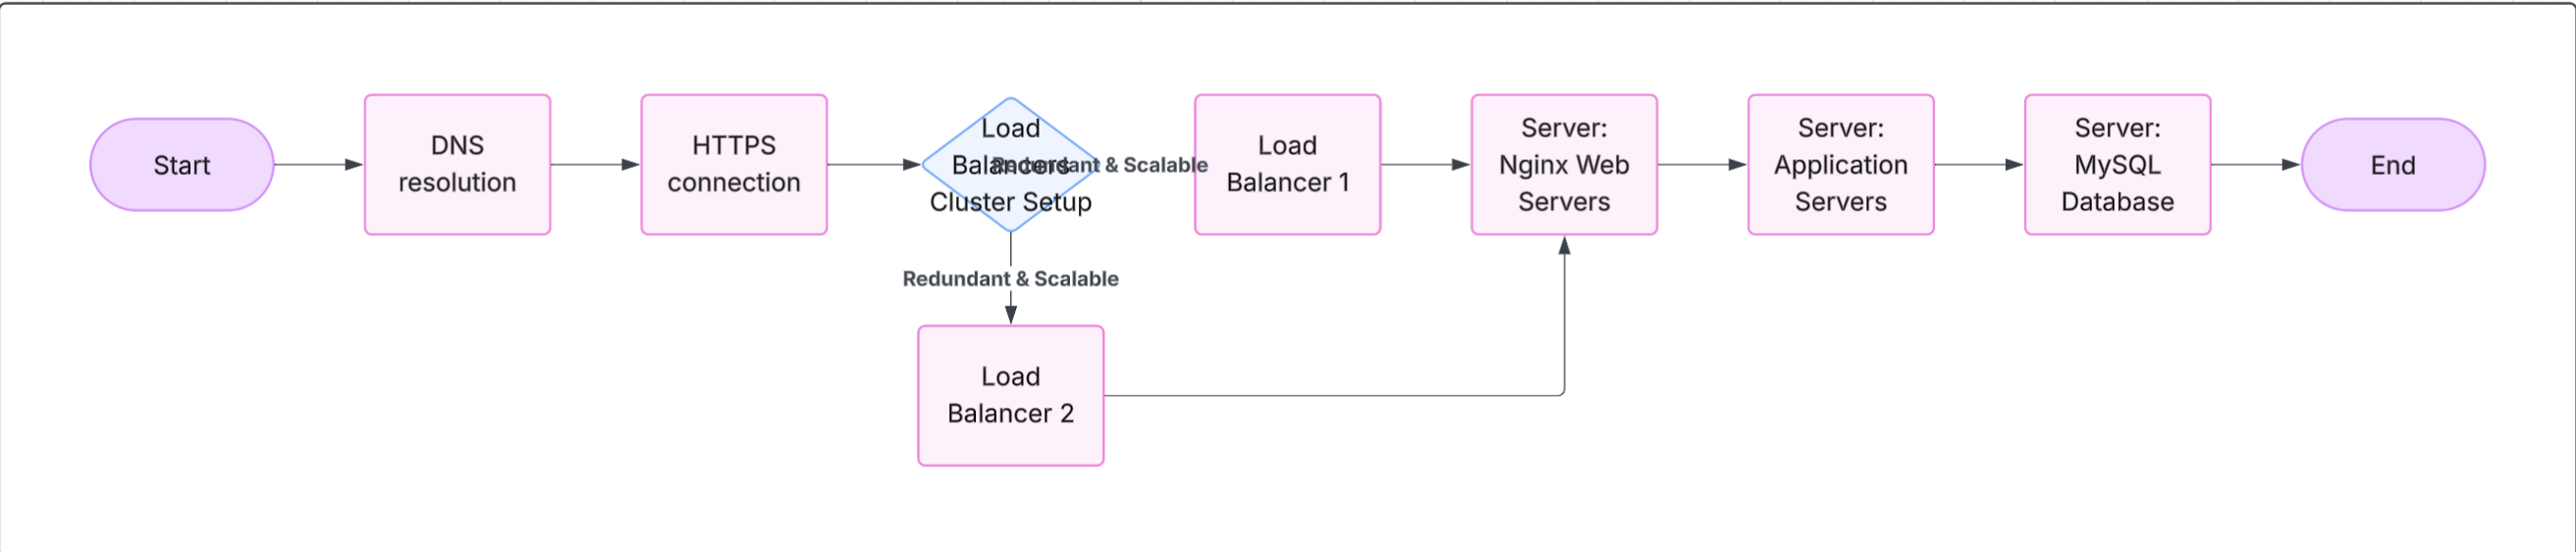 Start
DNS
resolution
HTTPS
connection
Load
Balancers
Cluster Setup
Redundant & Scalable
Load
Balancer 1
Server:
Nginx Web
Servers
Server:
Application
Servers
Server:
MySQL
Database
End
Redundant & Scalable
Load
Balancer 2